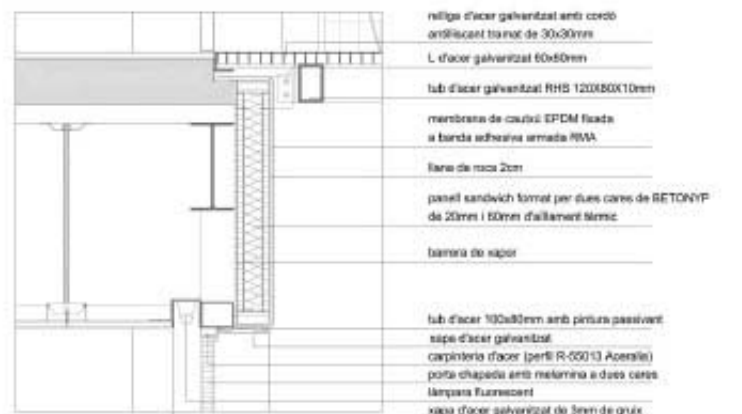 religa d'acer galvanitzat amb cordó
antilliscant tramat de 30x30mm
L d'acer galvanitzat 60x60mm
tub d'acer galvanitzat RHS 120X80X10mm
membrana de cautxú EPDM fixada
a banda adhesiva armada RMA
llana de roca 2cm
panell sandwich format per dues cares de BETONYP
de 20mm i 60mm d'aïllament tèrmic
barrera de vapor
tub d'acer 100x80mm amb pintura passivant
xapa d'acer galvanitzat
carpinteria d'acer (perfil R-55013 Aceralia)
porta chapada amb melamina a dues cares
làmpara fluorescent
xapa d'acer galvanitzat de 3mm de gruix